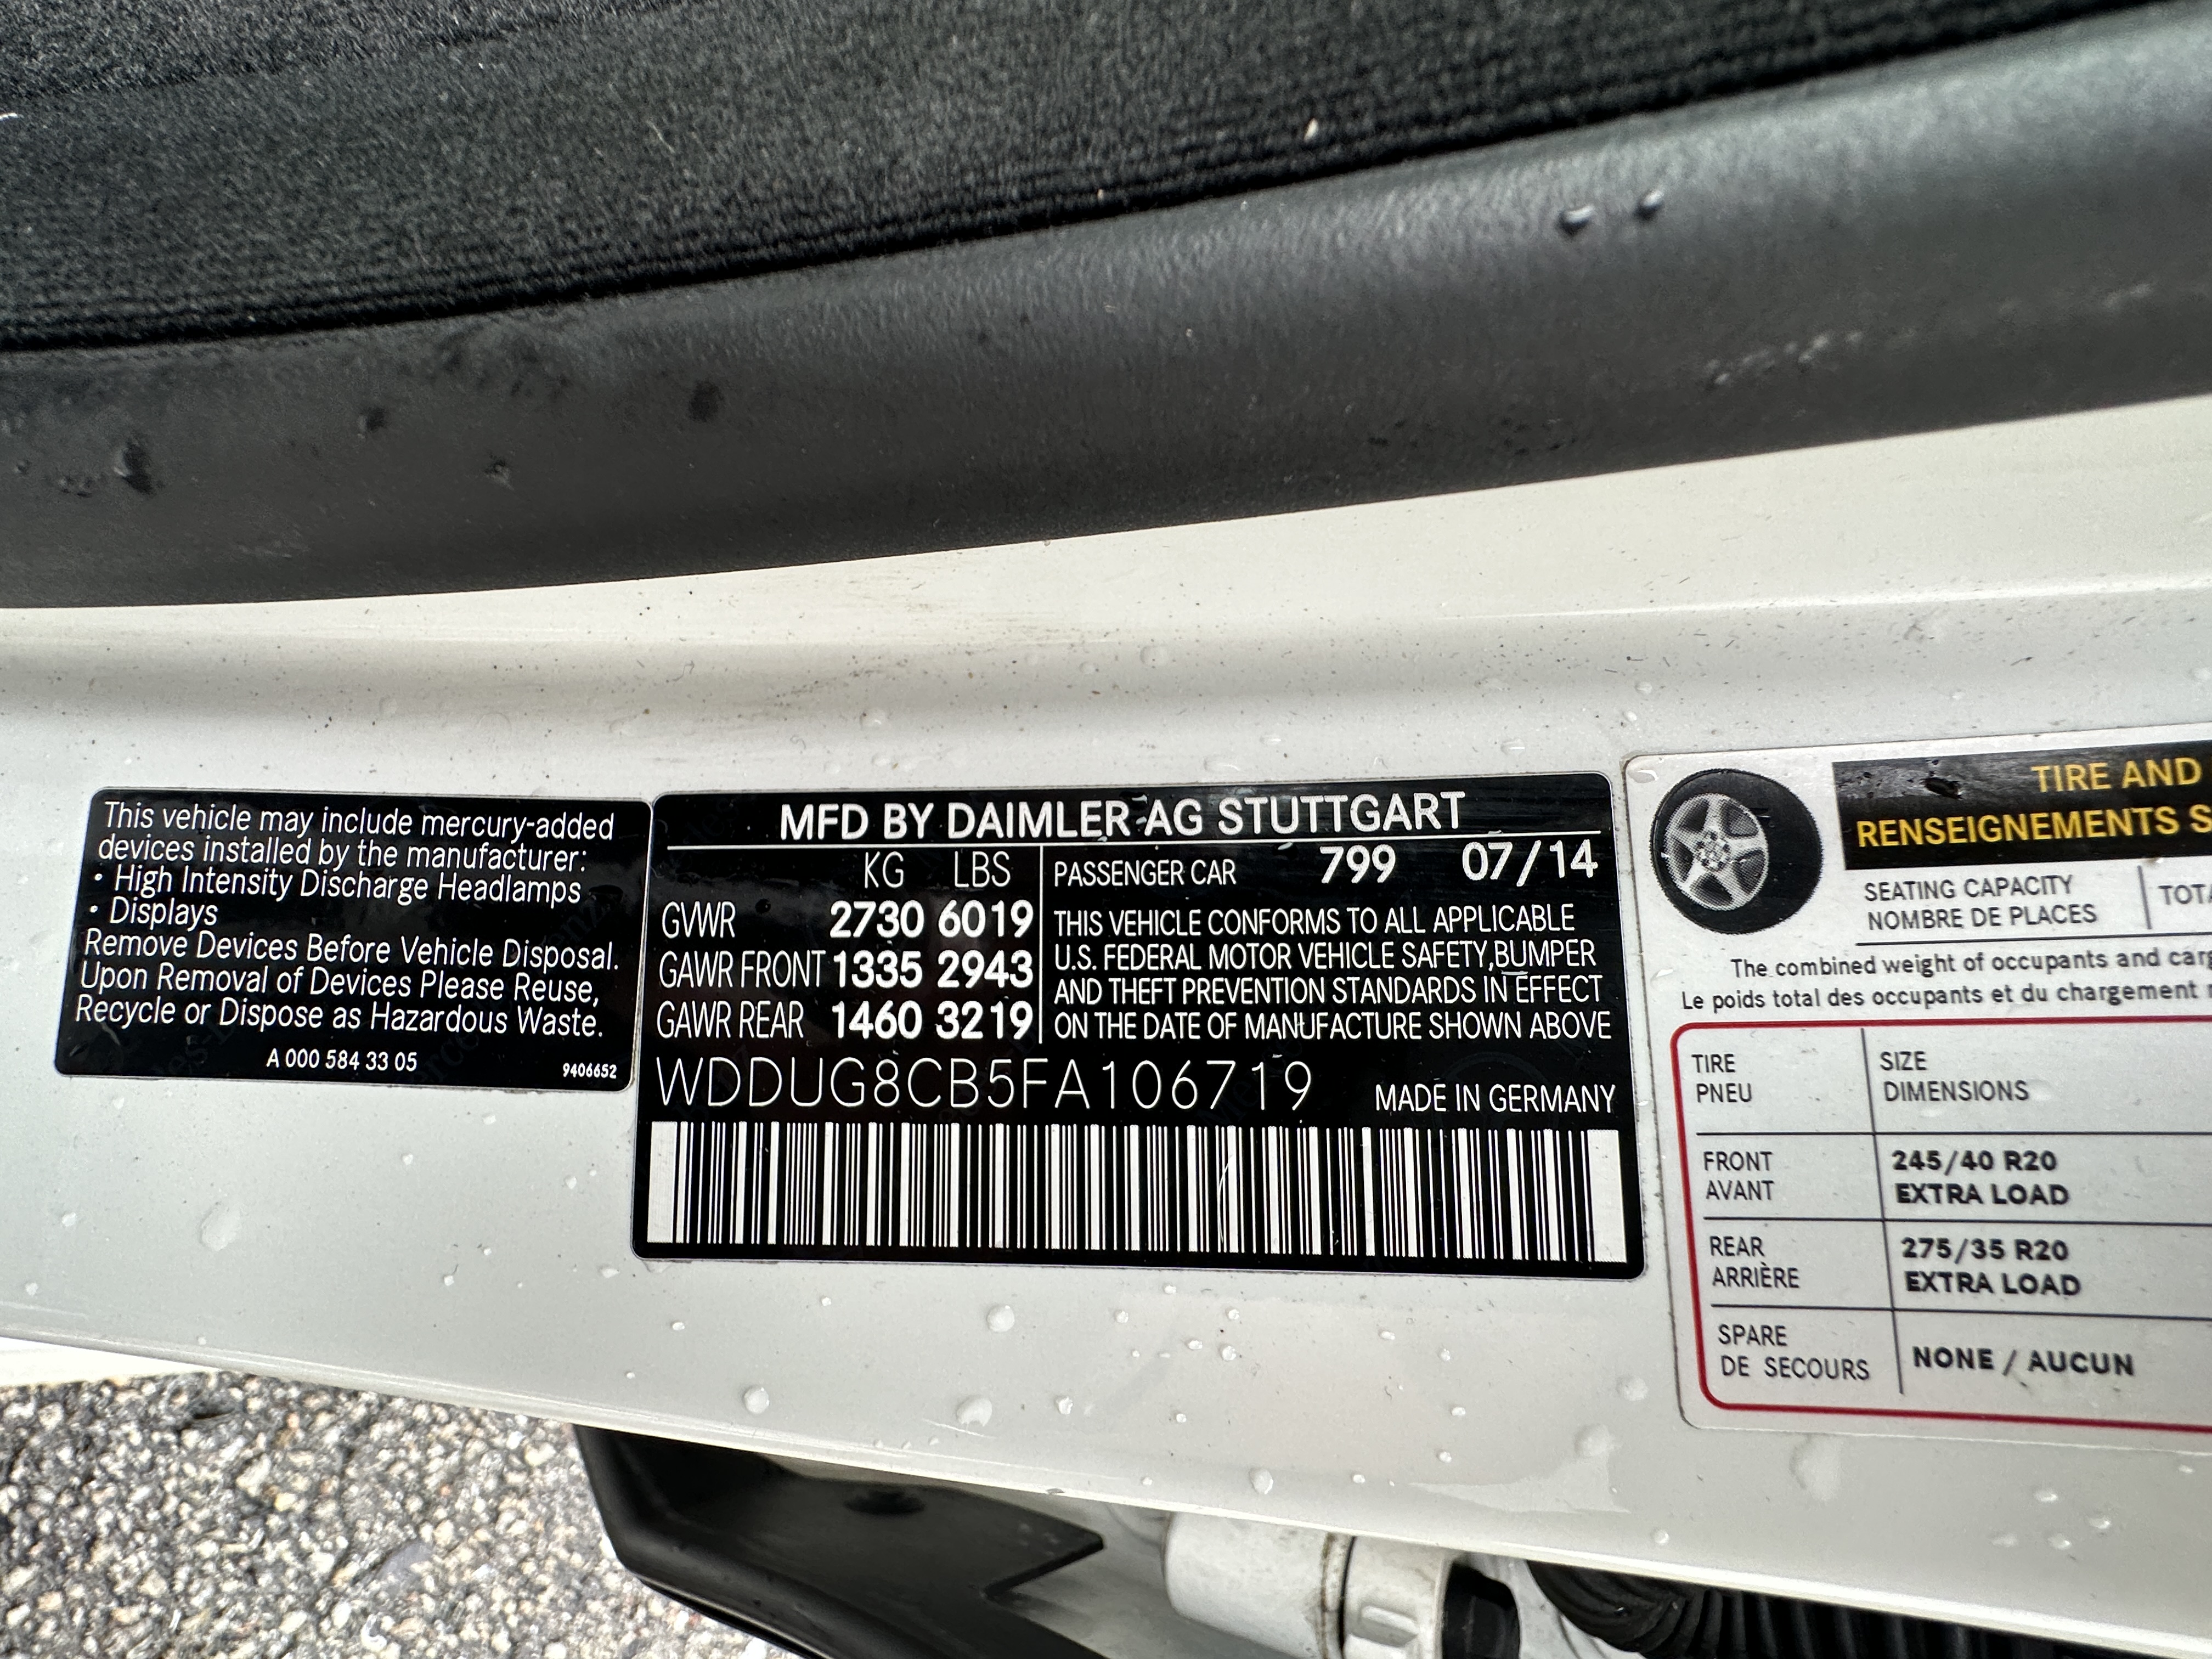 This vehicle may include mercury-added
devices installed by the manufacturer:
• High Intensity Discharge Headlamps
• Displays
Remove Devices Before Vehicle Disposal.
Upon Removal of Devices Please Reuse,
Recycle or Dispose as Hazardous Waste.
A 000 584 33 05
9406652
MFD BY DAIMLER AG STUTTGART
KG LBS
GVWR 2730 6019
GAWR FRONT 1335 2943
GAWR REAR 1460 3219
PASSENGER CAR 799 07/14
THIS VEHICLE CONFORMS TO ALL APPLICABLE
U.S. FEDERAL MOTOR VEHICLE SAFETY,BUMPER
AND THEFT PREVENTION STANDARDS IN EFFECT
ON THE DATE OF MANUFACTURE SHOWN ABOVE
WDDUG8CB5FA106719
MADE IN GERMANY
TIRE AND
RENSEIGNEMENTS
SEATING CAPACITY
NOMBRE DE PLACES
The combined weight of occupants and
Le poids total des occupants et du chargement
TIRE
PNEU
SIZE
DIMENSIONS
FRONT
AVANT
245/40 R20
EXTRA LOAD
REAR
ARRIÈRE
275/35 R20
EXTRA LOAD
SPARE
DE SECOURS
NONE / AUCUN